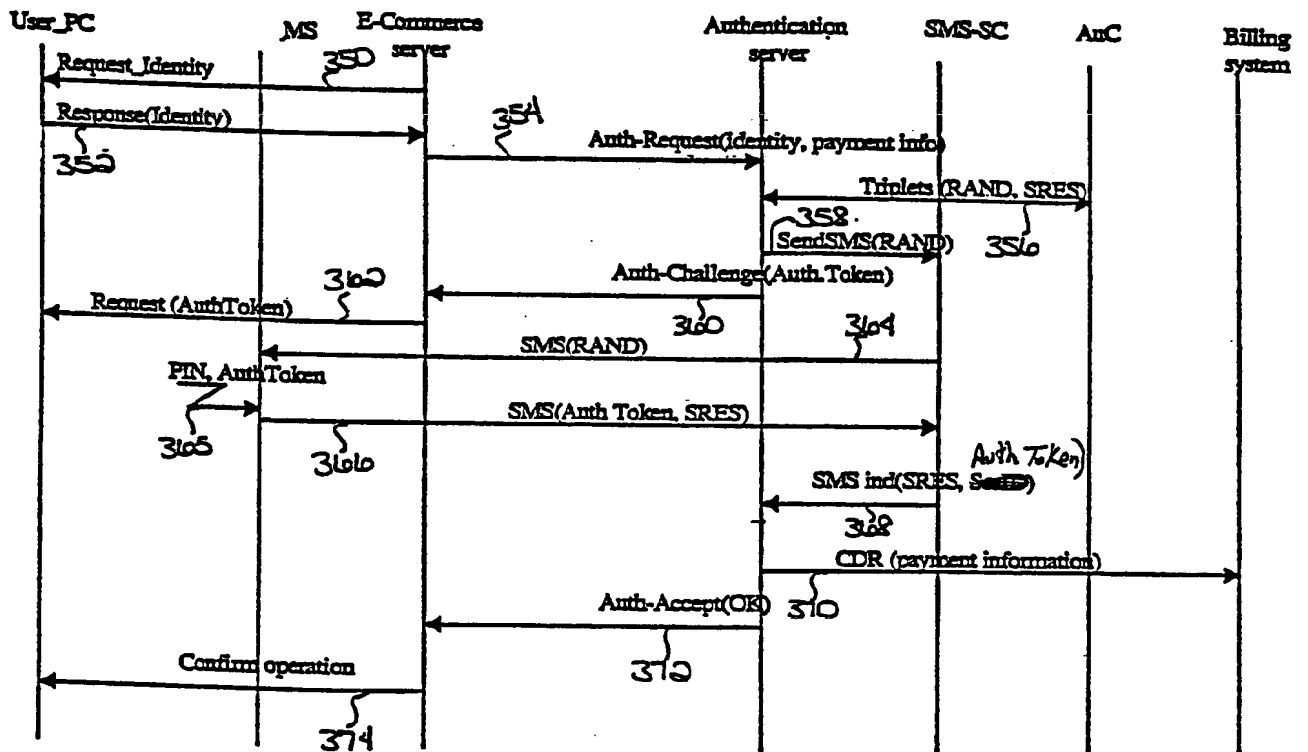 User_PC
MS
E-Commerce
server
Authentication
server
SMS-SC
AuC
Billing
system
350
Request_Identity
Response(Identity)
352
354
Auth-Request(identity, payment info)
Triplets (RAND, SRES)
356
358
SendSMS(RAND)
Auth-Challenge(Auth.Token)
360
362
Request (AuthToken)
364
SMS(RAND)
PIN, AuthToken
365
SMS(Auth Token, SRES)
366
Auth Token)
SMS ind(SRES, )
368
CDR (payment information)
370
Auth-Accept(OK)
372
Confirm operation
374